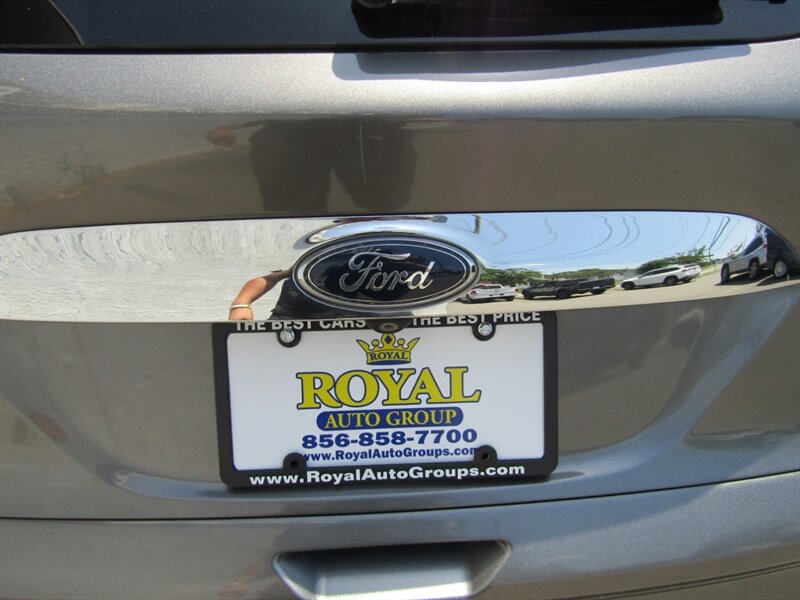 Ford
THE BEST CARS THE BEST PRICE
ROYAL
ROYAL
AUTO GROUP
856-858-7700
www.RoyalAutoGroups.com
www.RoyalAutoGroups.com